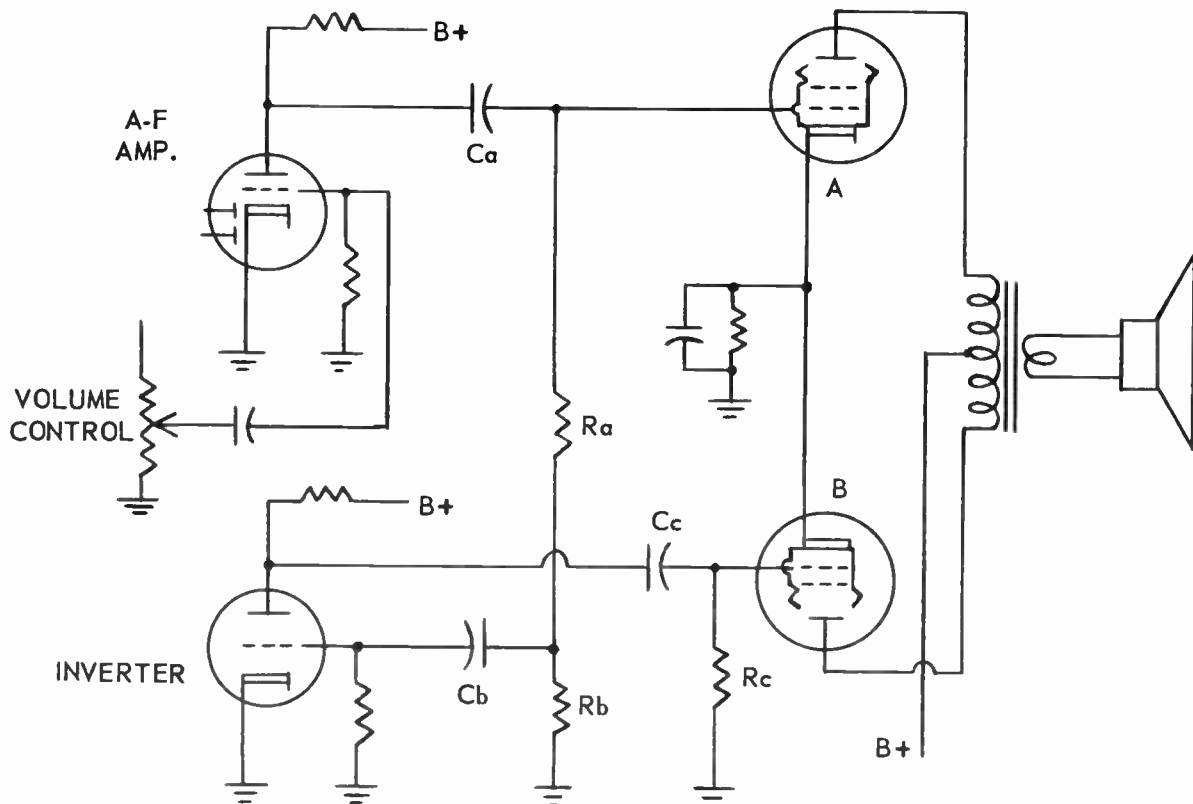 B+
A-F
AMP.
Ca
A
VOLUME
CONTROL
Ra
B+
Cc
B
INVERTER
Cb
Rb
Rc
B+